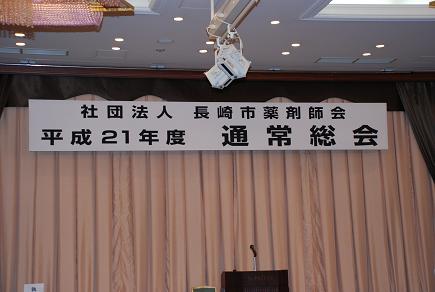 社団法人 長崎市薬剤師会
平成21年度 通常総会